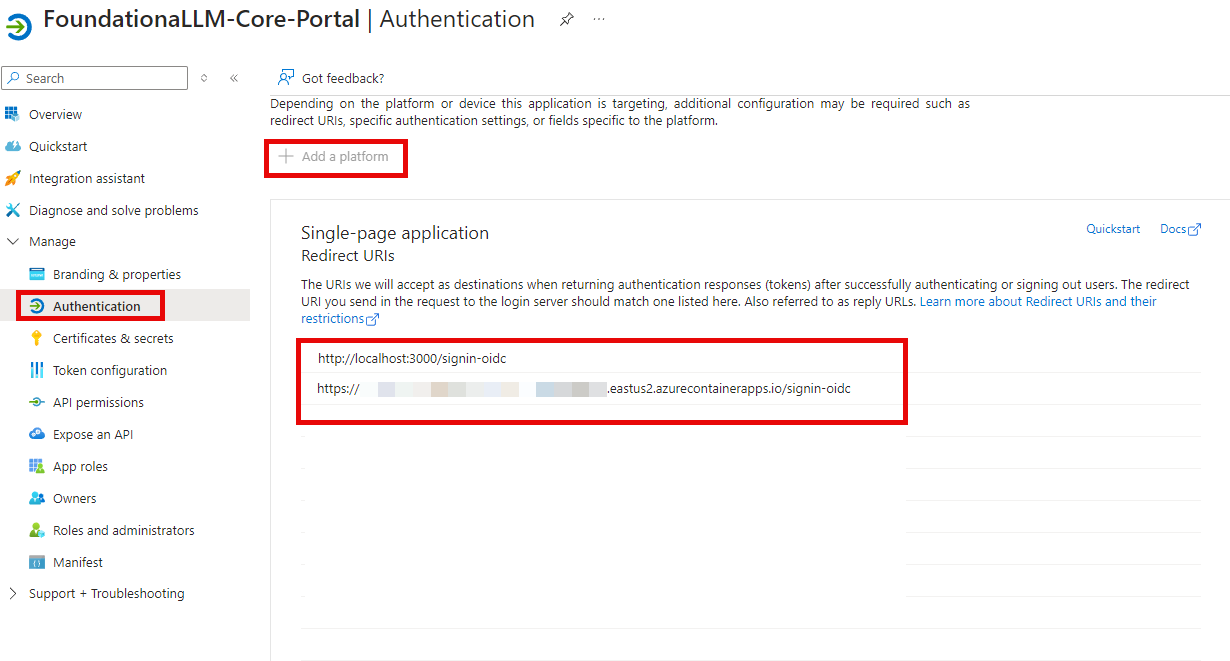 FoundationaLLM-Core-Portal | Authentication
Search
Overview
Quickstart
Integration assistant
Diagnose and solve problems
Manage
Branding & properties
Authentication
Certificates & secrets
Token configuration
API permissions
Expose an API
App roles
Owners
Roles and administrators
Manifest
Support + Troubleshooting
Got feedback?
Depending on the platform or device this application is targeting, additional configuration may be required such as
redirect URIs, specific authentication settings, or fields specific to the platform.
Add a platform
Single-page application
Quickstart
Docs
Redirect URIs
The URIs we will accept as destinations when returning authentication responses (tokens) after successfully authenticating or signing out users. The redirect
URI you send in the request to the login server should match one listed here. Also referred to as reply URLs. Learn more about Redirect URIs and their
restrictions
http://localhost:3000/signin-oidc
https:// .eastus2.azurecontainerapps.io/signin-oidc